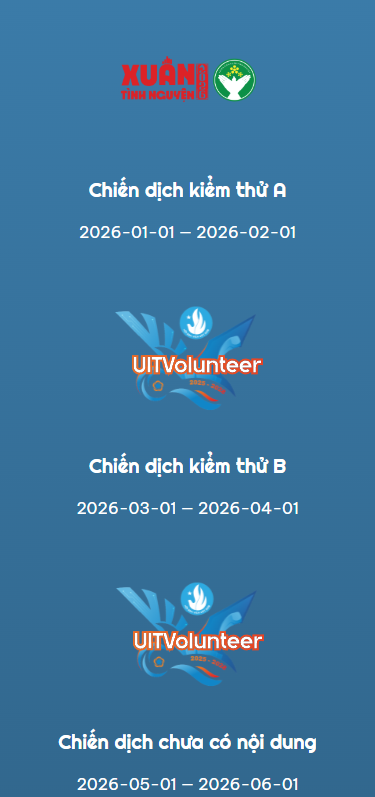 XUÂN
TÌNH NGUYỆN
Chiến dịch kiểm thử A
2026-01-01 — 2026-02-01
UITVolunteer
Chiến dịch kiểm thử B
2026-03-01 — 2026-04-01
UITVolunteer
Chiến dịch chưa có nội dung
2026-05-01 — 2026-06-01